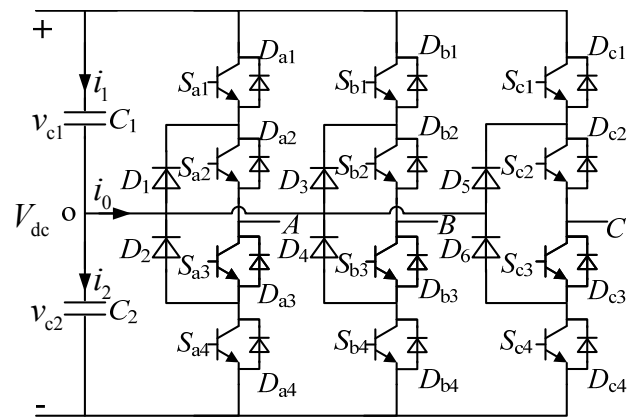 +
D_a1 D_b1 D_c1
i_1 S_a1 S_b1 S_c1
v_c1 C_1
D_a2 D_b2 D_c2
D_1 S_a2 D_3 S_b2 D_5 S_c2
V_dc o i_0 A B C
D_2 S_a3 D_4 S_b3 D_6 S_c3
i_2
v_c2 C_2 D_a3 D_b3 D_c3
S_a4 S_b4 S_c4
- D_a4 D_b4 D_c4